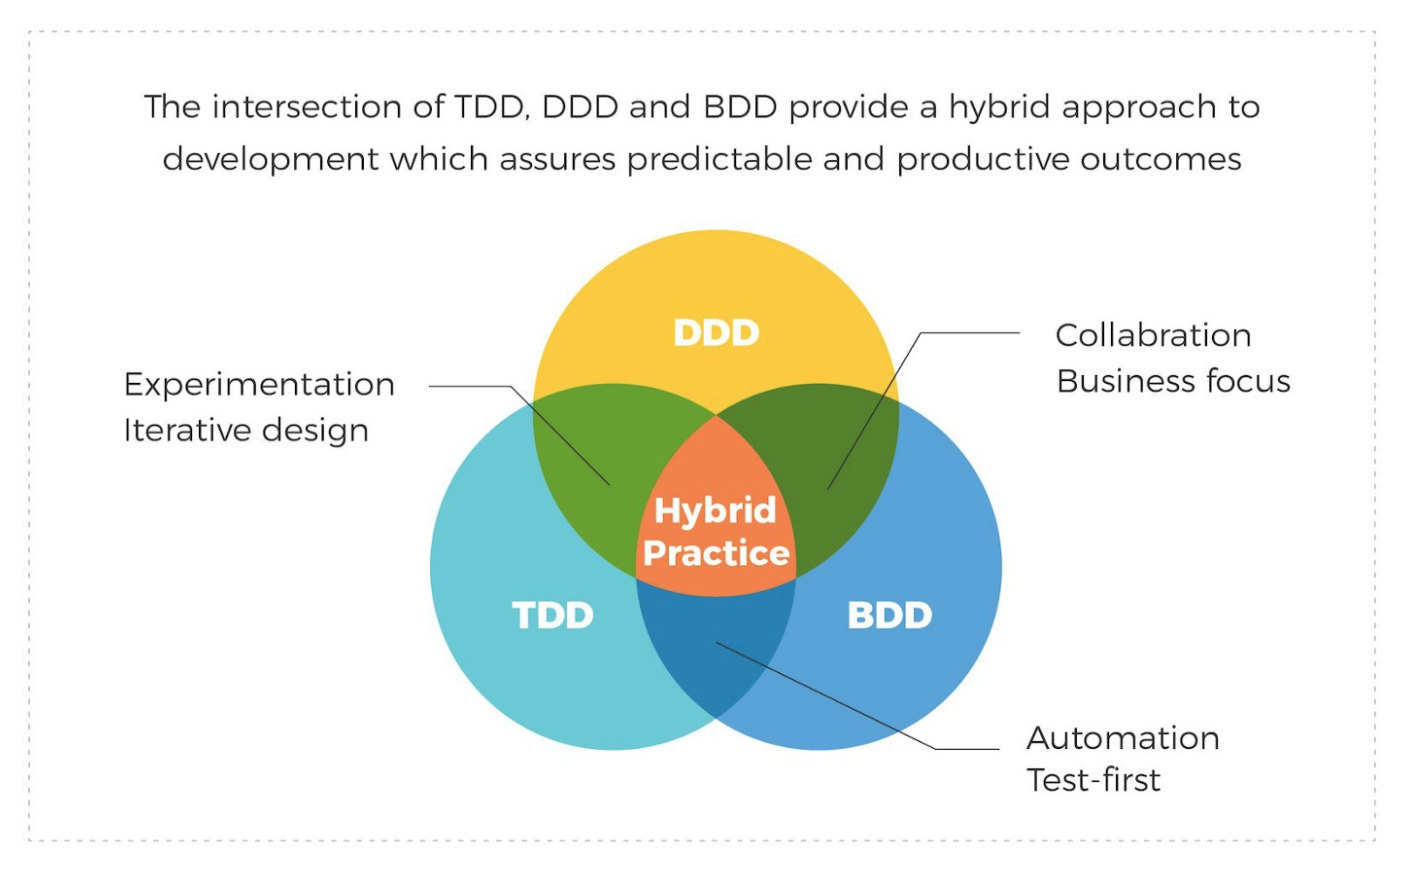 The intersection of TDD, DDD and BDD provide a hybrid approach to
development which assures predictable and productive outcomes
DDD
Collabration
Business focus
Experimentation
Iterative design
Hybrid
Practice
TDD
BDD
Automation
Test-first